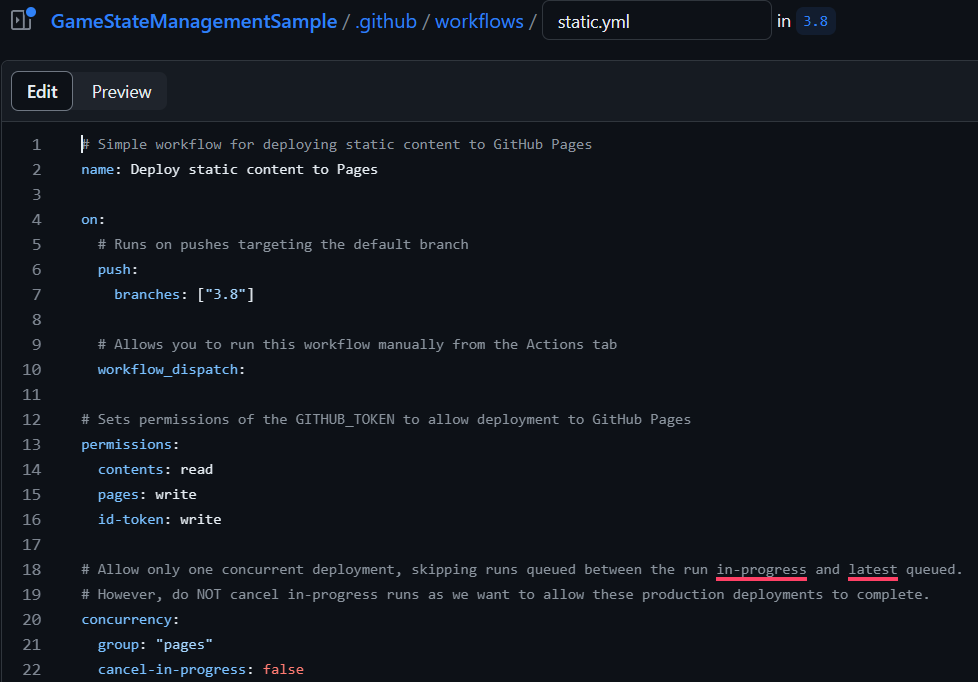 GameStateManagementSample / .github / workflows / static.yml in 3.8
Edit Preview
1 # Simple workflow for deploying static content to GitHub Pages
2 name: Deploy static content to Pages
3
4 on:
5   # Runs on pushes targeting the default branch
6   push:
7     branches: ["3.8"]
8
9   # Allows you to run this workflow manually from the Actions tab
10   workflow_dispatch:
11
12 # Sets permissions of the GITHUB_TOKEN to allow deployment to GitHub Pages
13 permissions:
14   contents: read
15   pages: write
16   id-token: write
17
18 # Allow only one concurrent deployment, skipping runs queued between the run in-progress and latest queued.
19 # However, do NOT cancel in-progress runs as we want to allow these production deployments to complete.
20 concurrency:
21   group: "pages"
22   cancel-in-progress: false